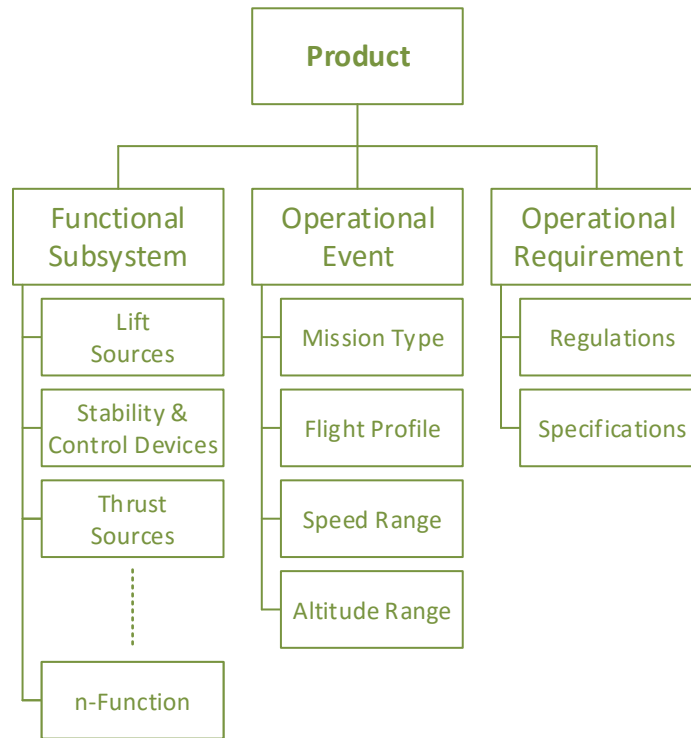 Product
Functional
Subsystem
Lift
Sources
Stability &
Control Devices
Thrust
Sources
n-Function
Operational
Event
Mission Type
Flight Profile
Speed Range
Altitude Range
Operational
Requirement
Regulations
Specifications